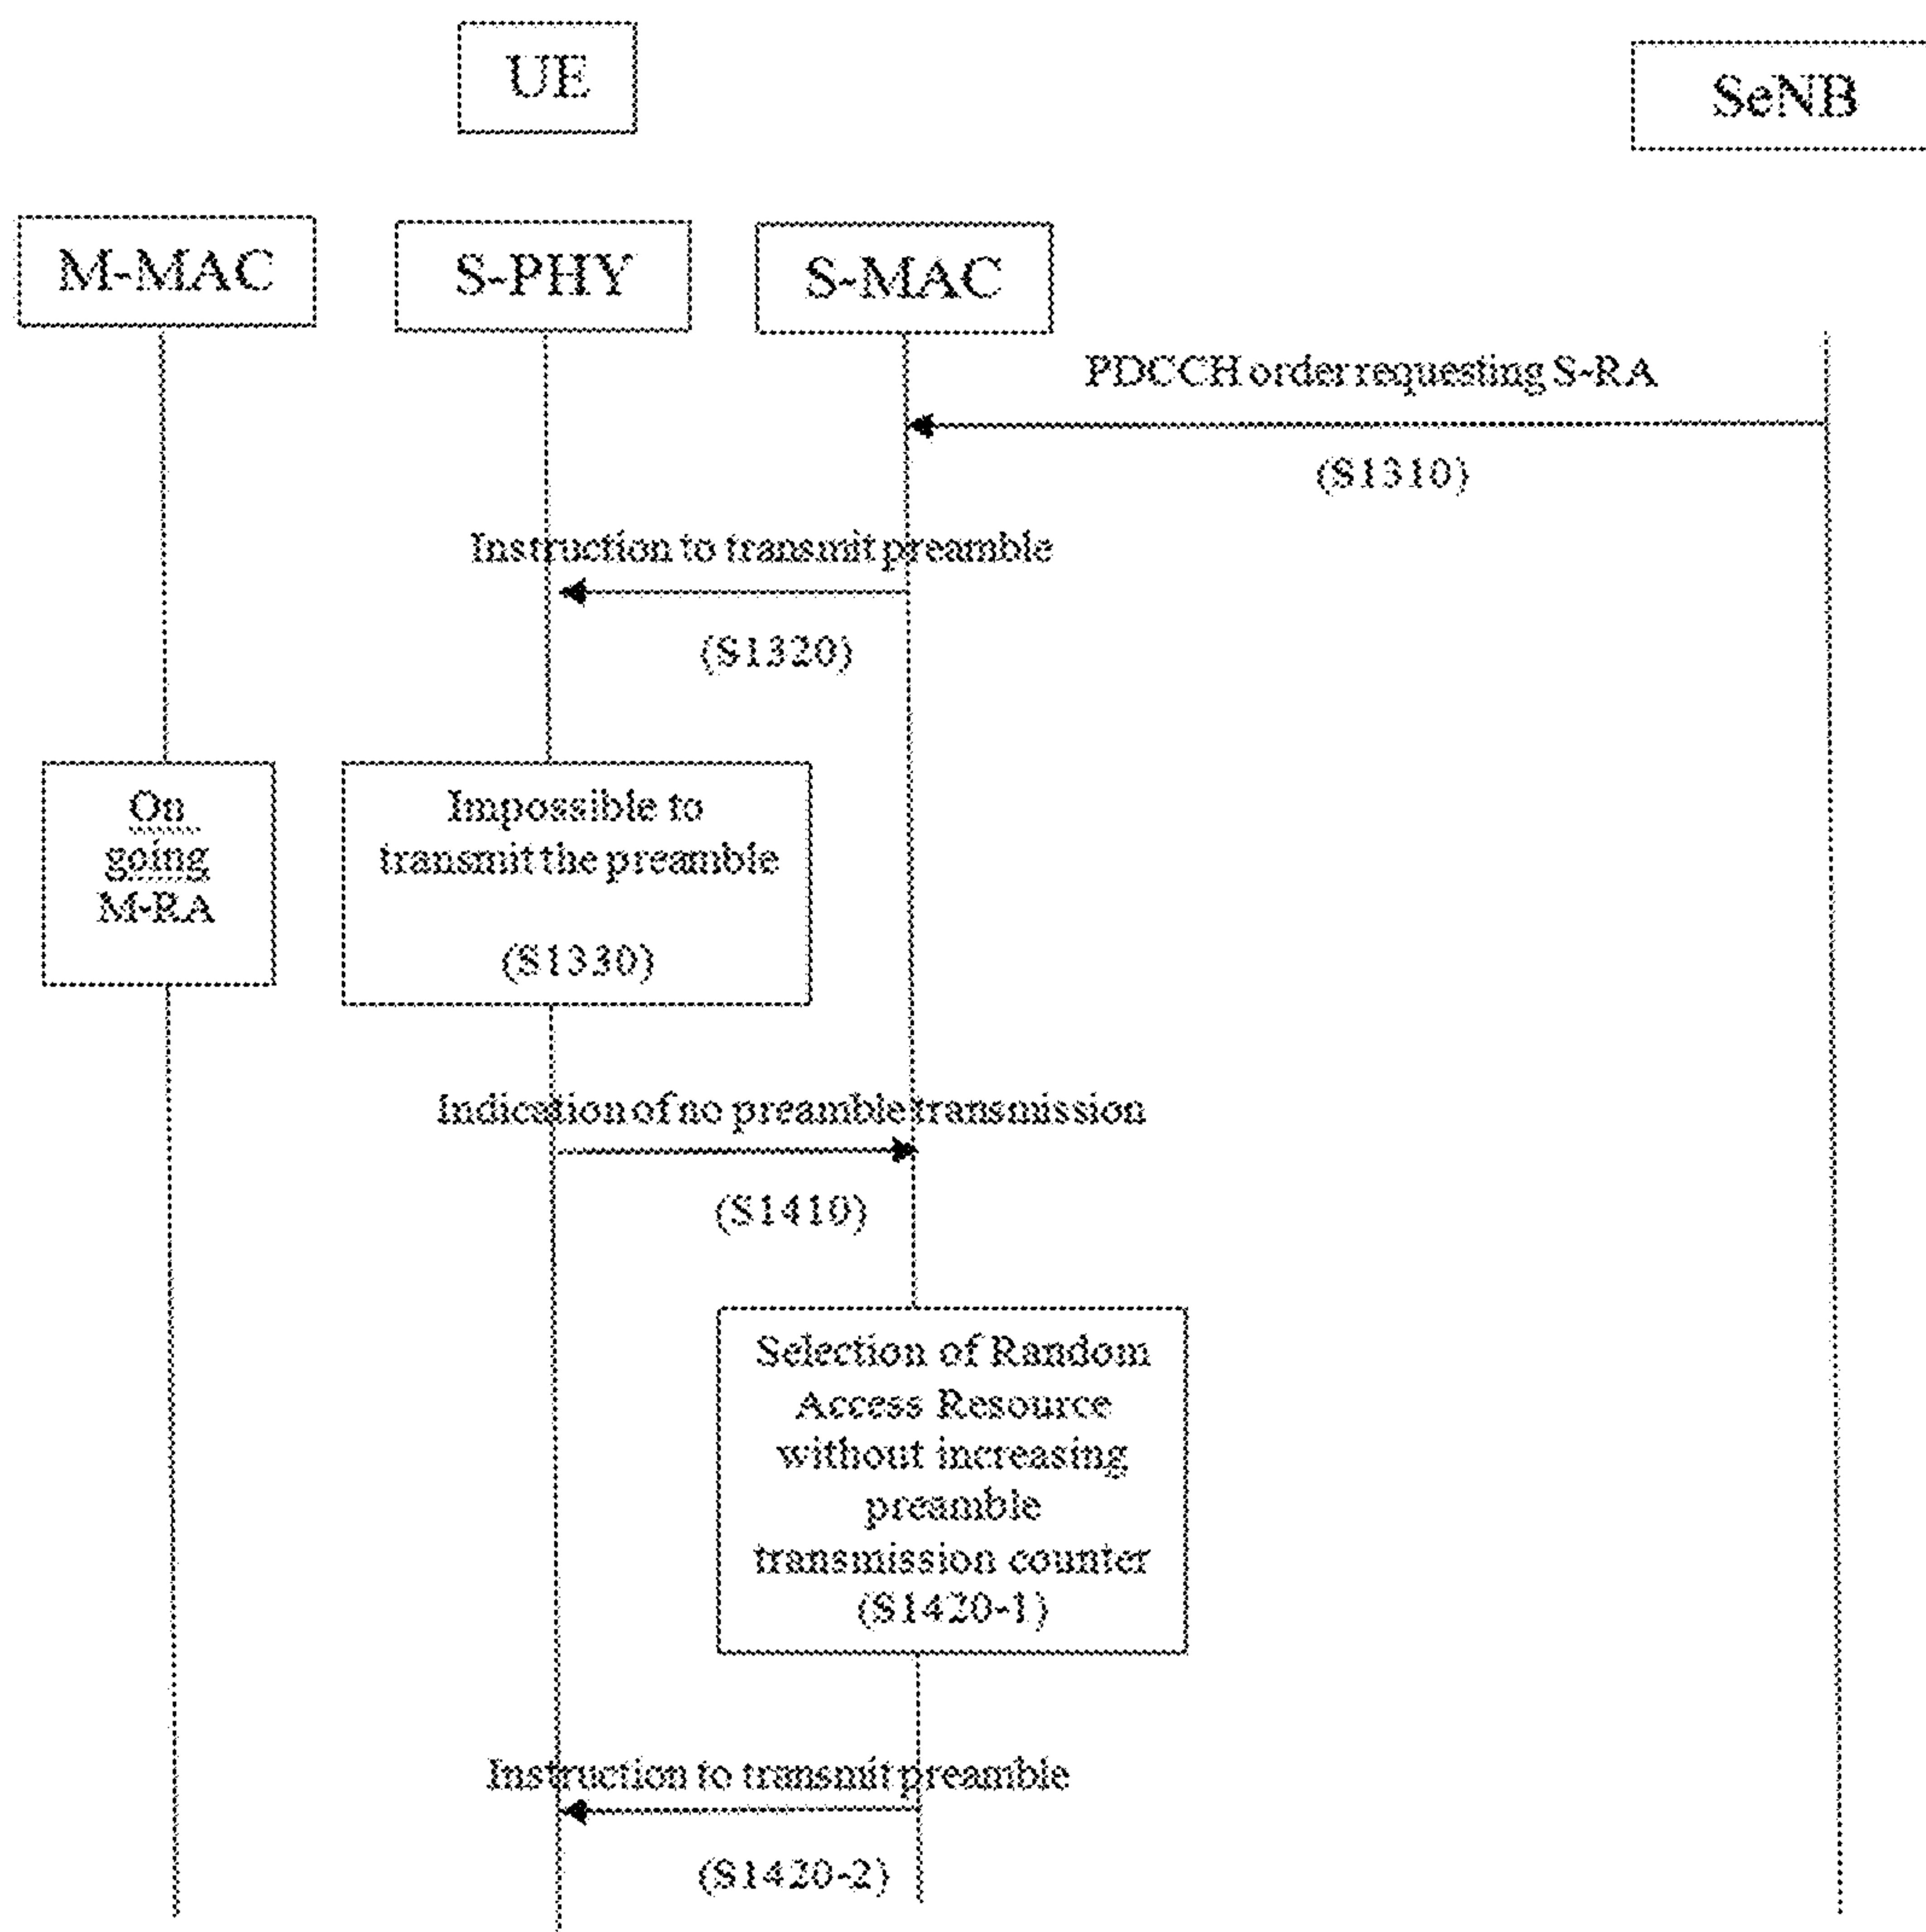 UE
SeNB
M-MAC
S-PHY
S-MAC
PDCCH order requesting S-RA
(S1310)
Instruction to transmit preamble
(S1320)
On
going
M-RA
Impossible to
transmit the preamble
(S1330)
Indication of no preamble transmission
(S1410)
Selection of Random
Access Resource
without increasing
preamble
transmission counter
(S1420-1)
Instruction to transmit preamble
(S1420-2)